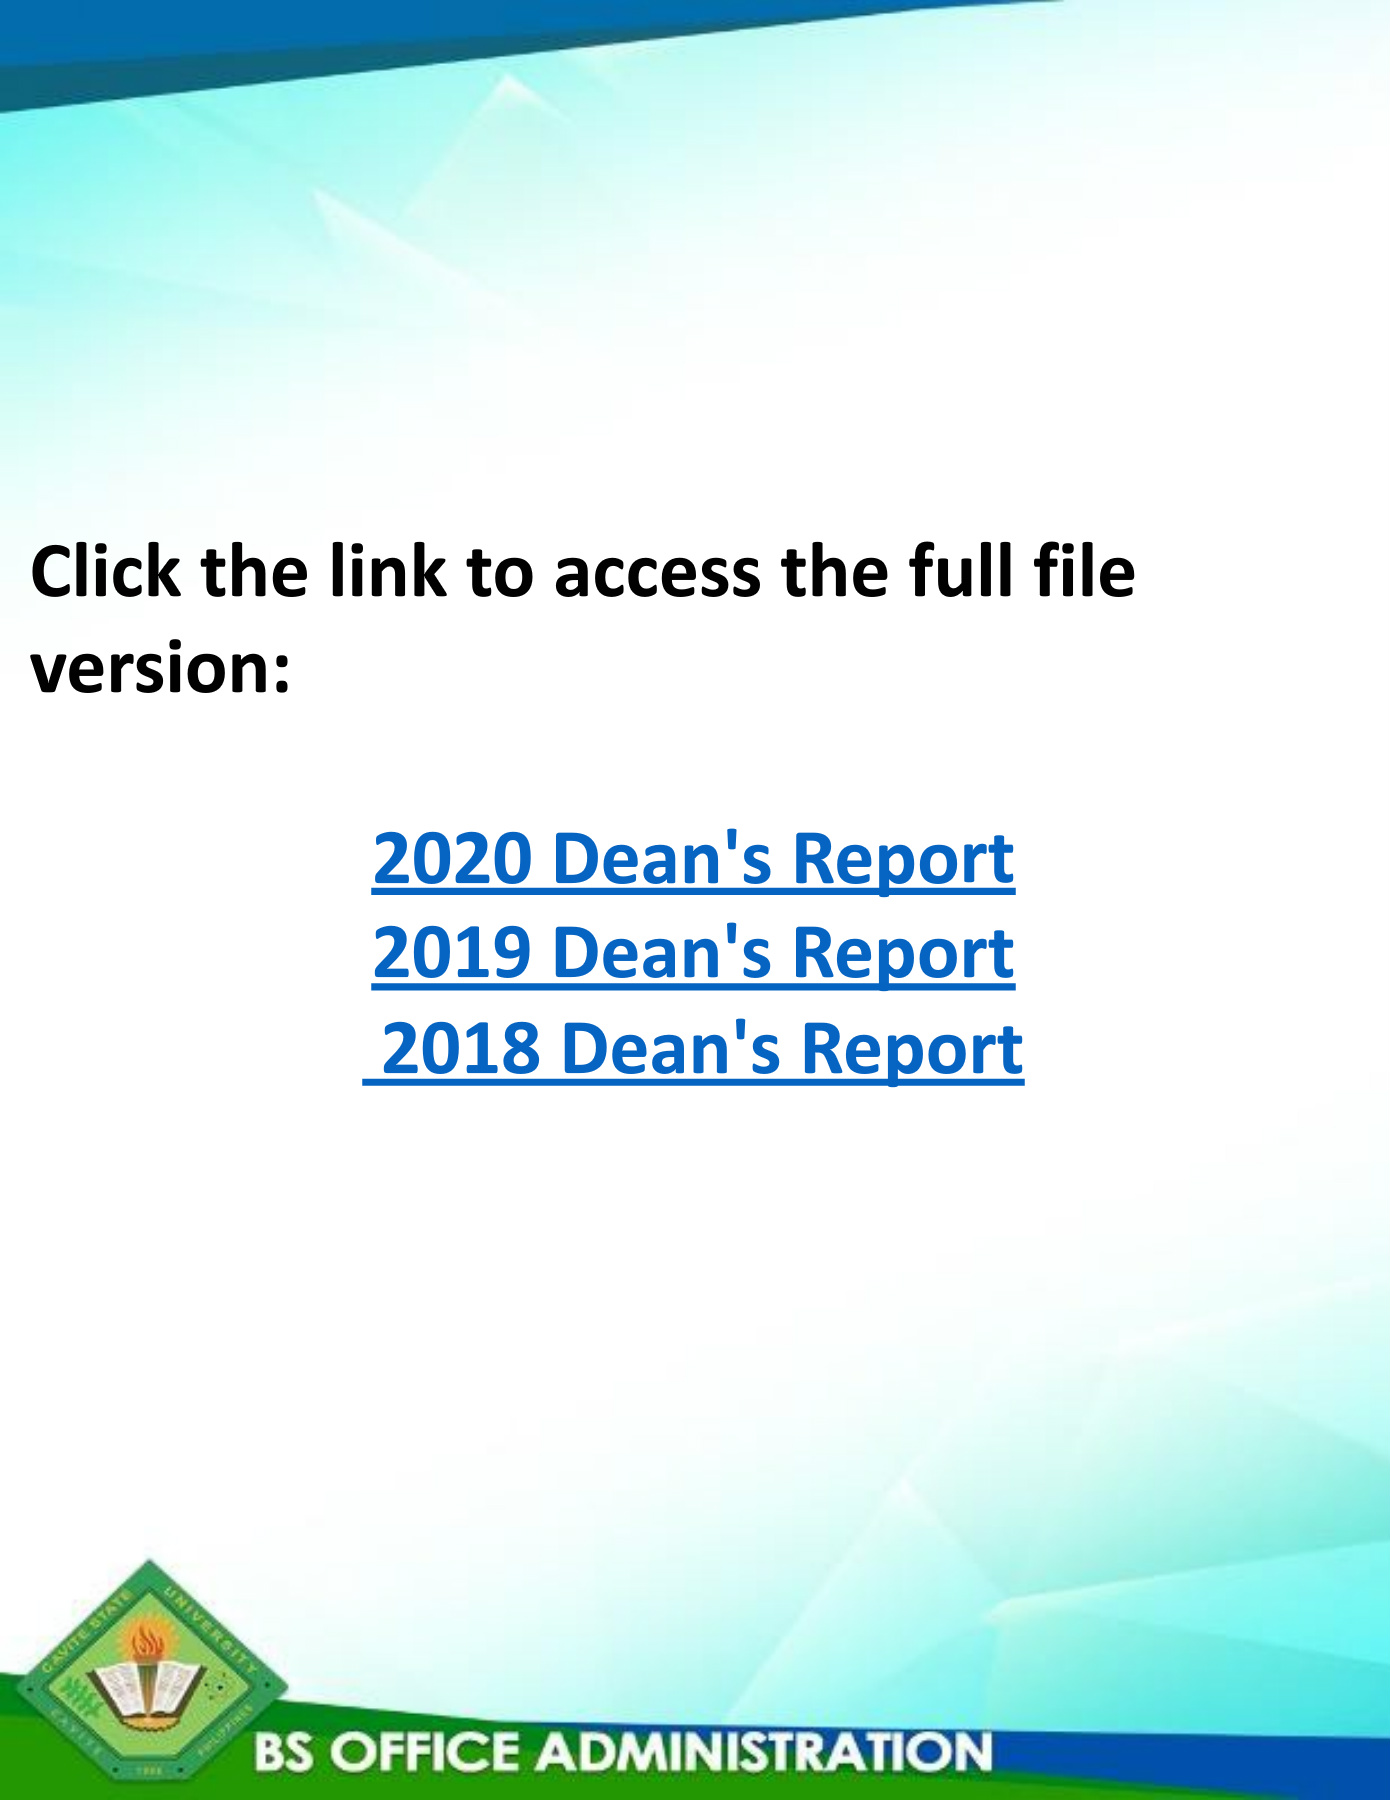 Click the link to access the full file
version:
2020 Dean's Report
2019 Dean's Report
2018 Dean's Report
CAVITE STATE UNIVERSITY
CAVITE PHILIPPINES
BS OFFICE ADMINISTRATION